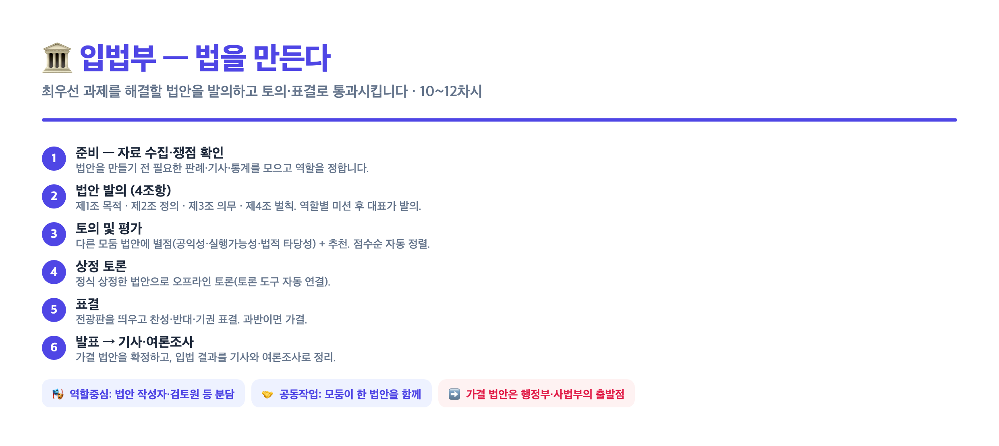 입법부 — 법을 만든다
최우선 과제를 해결할 법안을 발의하고 토의·표결로 통과시킵니다 · 10~12차시
1 준비 — 자료 수집·쟁점 확인
법안을 만들기 전 필요한 판례·기사·통계를 모으고 역할을 정합니다.
2 법안 발의 (4조항)
제1조 목적 · 제2조 정의 · 제3조 의무 · 제4조 벌칙. 역할별 미션 후 대표가 발의.
3 토의 및 평가
다른 모둠 법안에 별점(공익성·실행가능성·법적 타당성) + 추천. 점수순 자동 정렬.
4 상정 토론
정식 상정한 법안으로 오프라인 토론(토론 도구 자동 연결).
5 표결
전광판을 띄우고 찬성·반대·기권 표결. 과반이면 가결.
6 발표 → 기사·여론조사
가결 법안을 확정하고, 입법 결과를 기사와 여론조사로 정리.
역할중심: 법안 작성자·검토원 등 분담
공동작업: 모둠이 한 법안을 함께
가결 법안은 행정부·사법부의 출발점